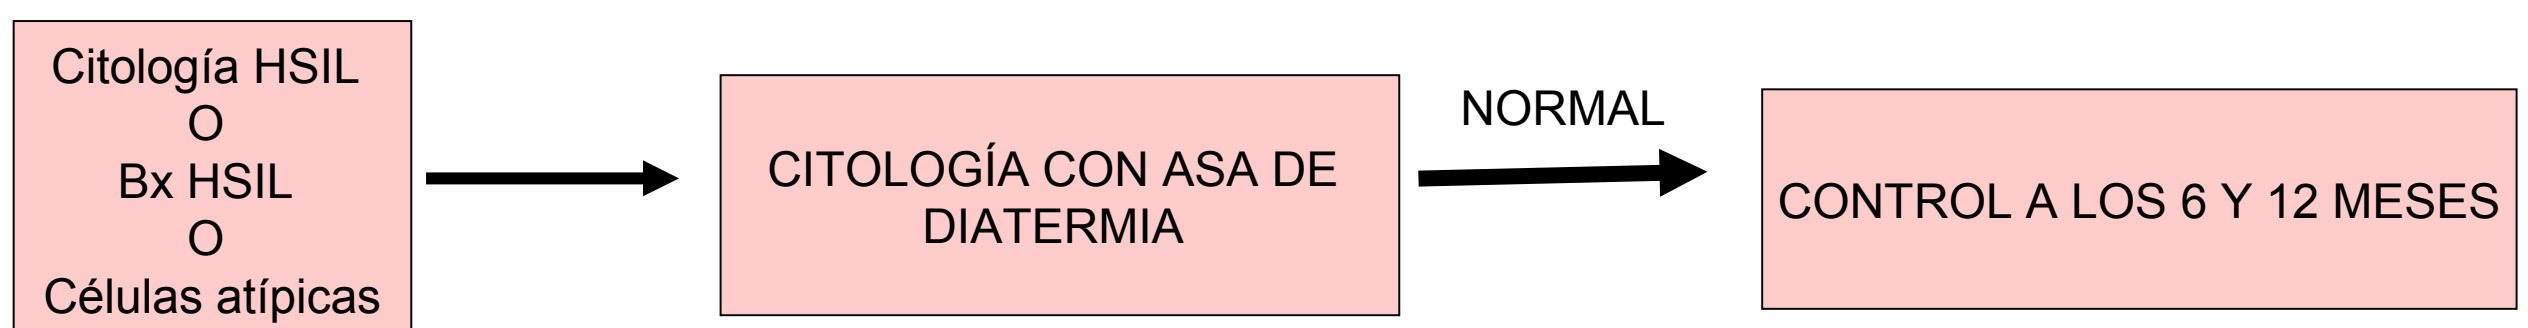 Citología HSIL
O
Bx HSIL
O
Células atípicas
CITOLOGÍA CON ASA DE
DIATERMIA
NORMAL
CONTROL A LOS 6 Y 12 MESES